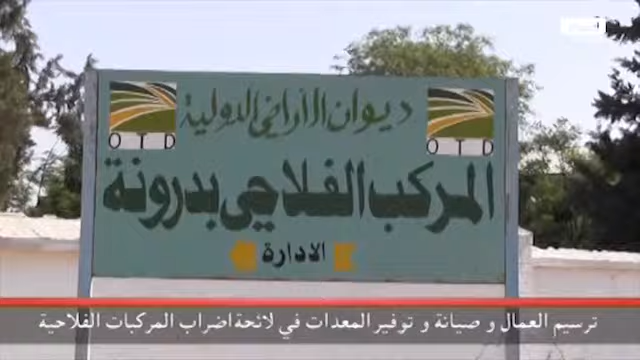 ديوان الأراضي الدولية
OTD
OTD
المركب الفلاحي بدرونة
الادارة
ترسيم العمال و صيانة و توفير المعدات في لائحة اضراب المركبات الفلاحية